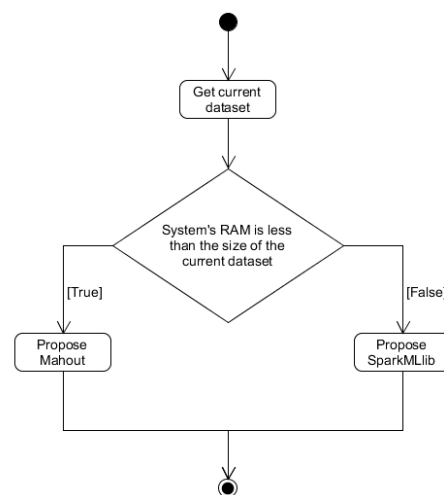 Get current
dataset
System's RAM is less
than the size of the
current dataset
[True]
[False]
Propose
Mahout
Propose
SparkMLlib